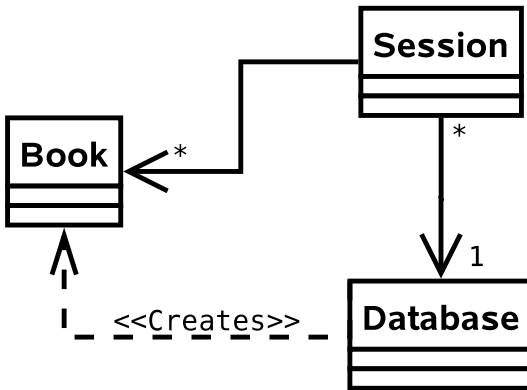 Session
*
Book
*
1
<<Creates>>
Database